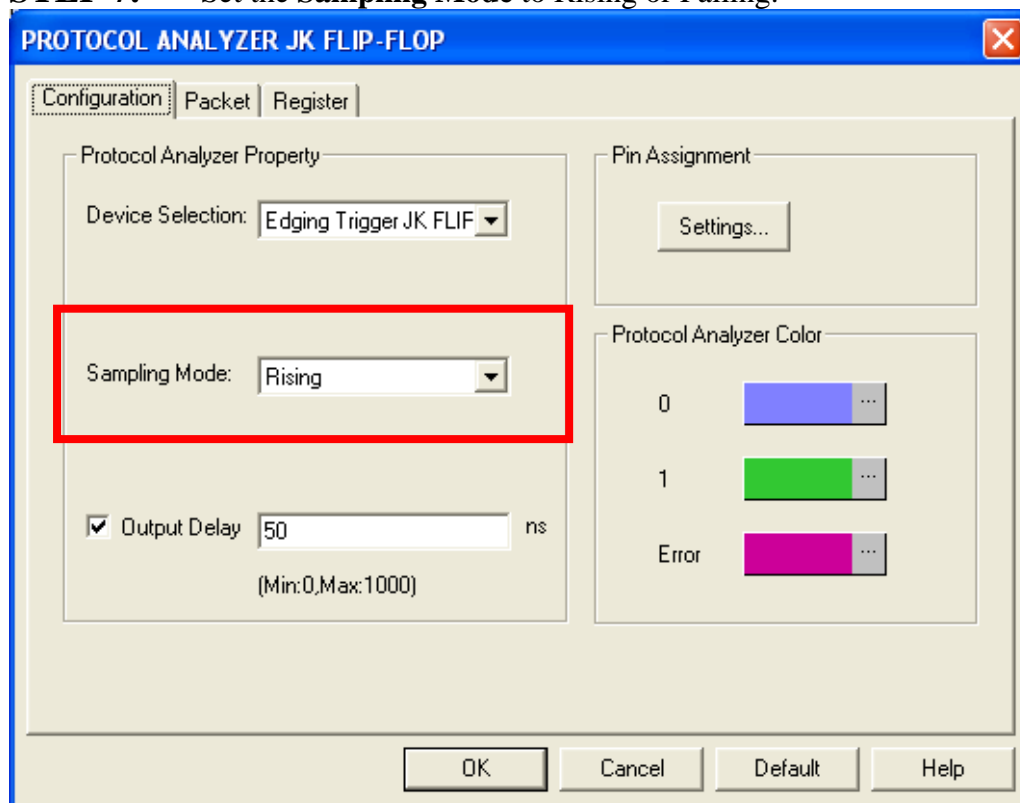 STEP 7. Set the Sampling Mode to Rising or Falling.
PROTOCOL ANALYZER JK FLIP-FLOP
Configuration Packet Register
Protocol Analyzer Property
Device Selection: Edging Trigger JK FLIF
Sampling Mode: Rising
Output Delay 50 ns
(Min:0,Max:1000)
Pin Assignment
Settings...
Protocol Analyzer Color
0 ...
1 ...
Error ...
OK Cancel Default Help